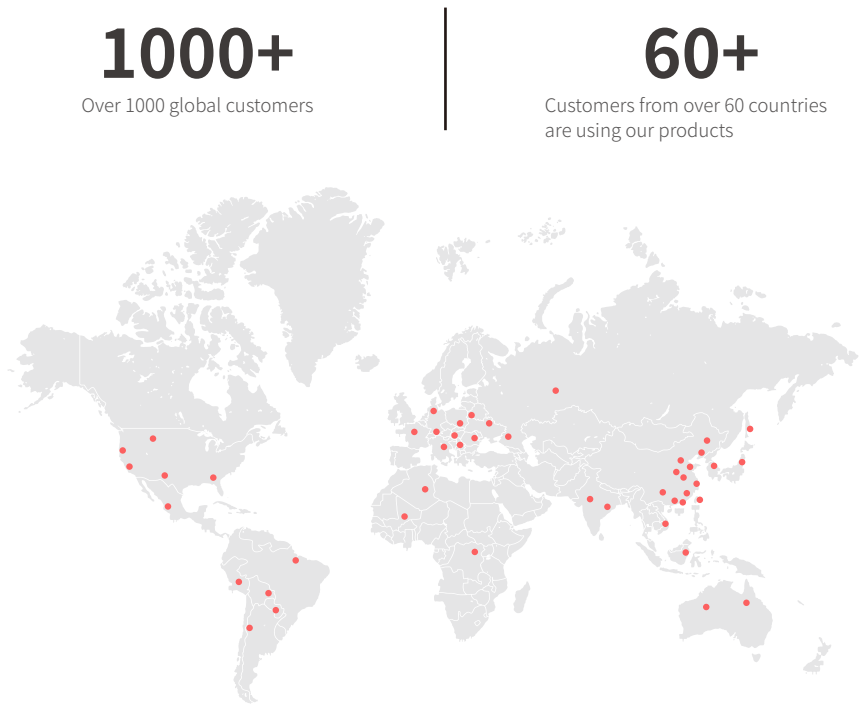 1000+
Over 1000 global customers
60+
Customers from over 60 countries
are using our products